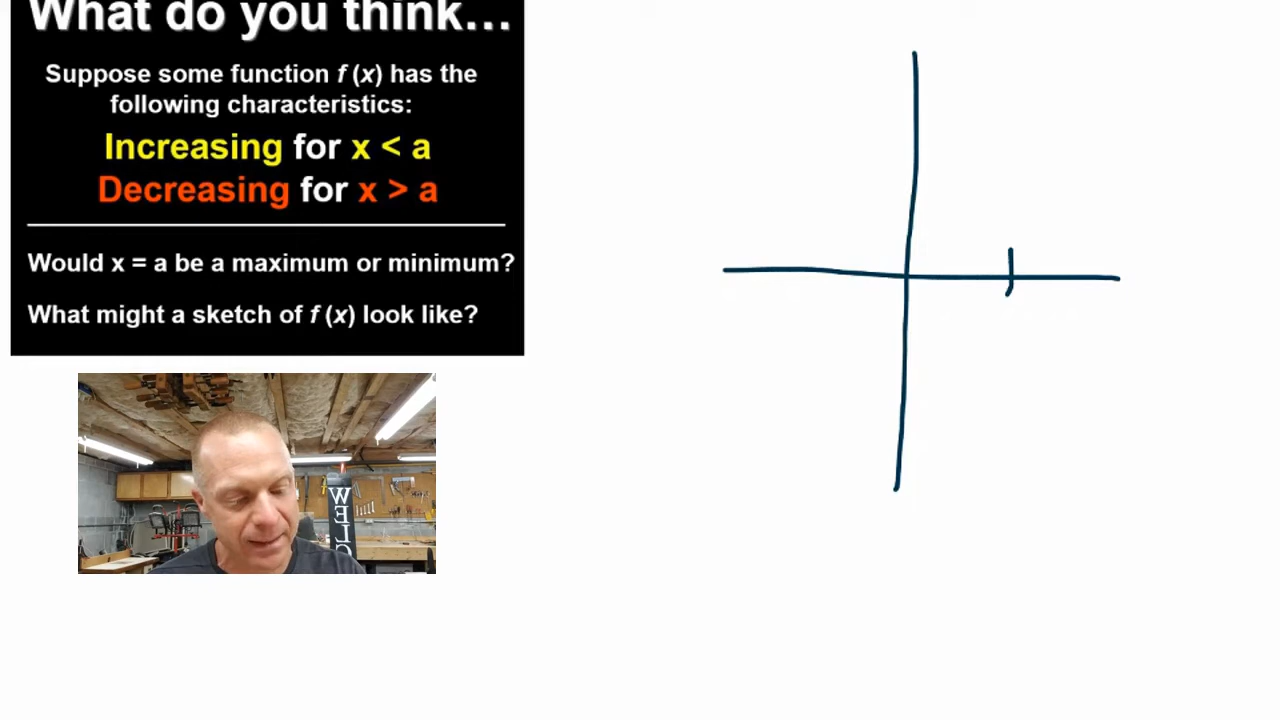 What do you think…
Suppose some function f (x) has the
following characteristics:
Increasing for x < a
Decreasing for x > a
Would x = a be a maximum or minimum?
What might a sketch of f (x) look like?
WELC